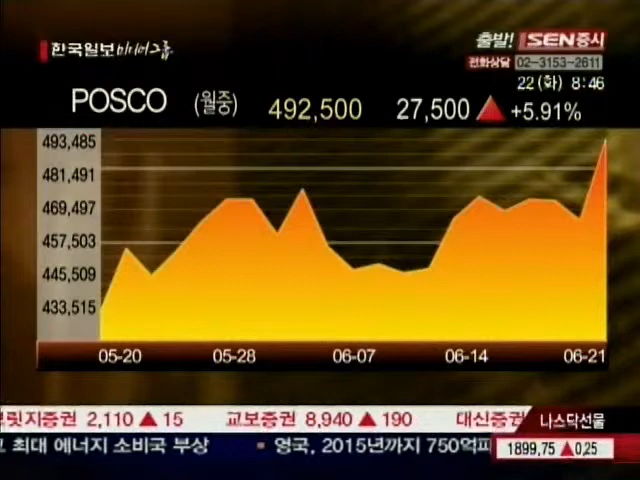 한국일보 미디어그룹
출발! SEN증시
전화상담 02-3153-2611
22(화) 8:46
POSCO (월중) 492,500 27,500 ▲ +5.91%
493,485
481,491
469,497
457,503
445,509
433,515
05-20 05-28 06-07 06-14 06-21
릿지증권 2,110 ▲ 15 교보증권 8,940 ▲ 190 대신증권 나스닥선물
최대 에너지 소비국 부상 ▪ 영국, 2015년까지 750억파 1899,75 ▲0,25